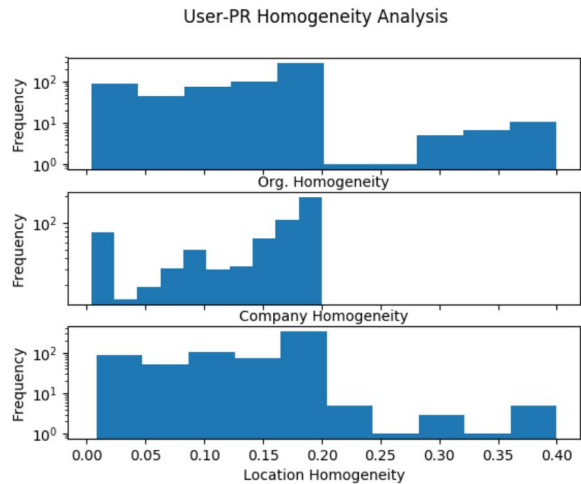 User-PR Homogeneity Analysis
Frequency
10²
10¹
10⁰
Org. Homogeneity
Frequency
10²
Company Homogeneity
Frequency
10²
10¹
10⁰
0.00 0.05 0.10 0.15 0.20 0.25 0.30 0.35 0.40
Location Homogeneity